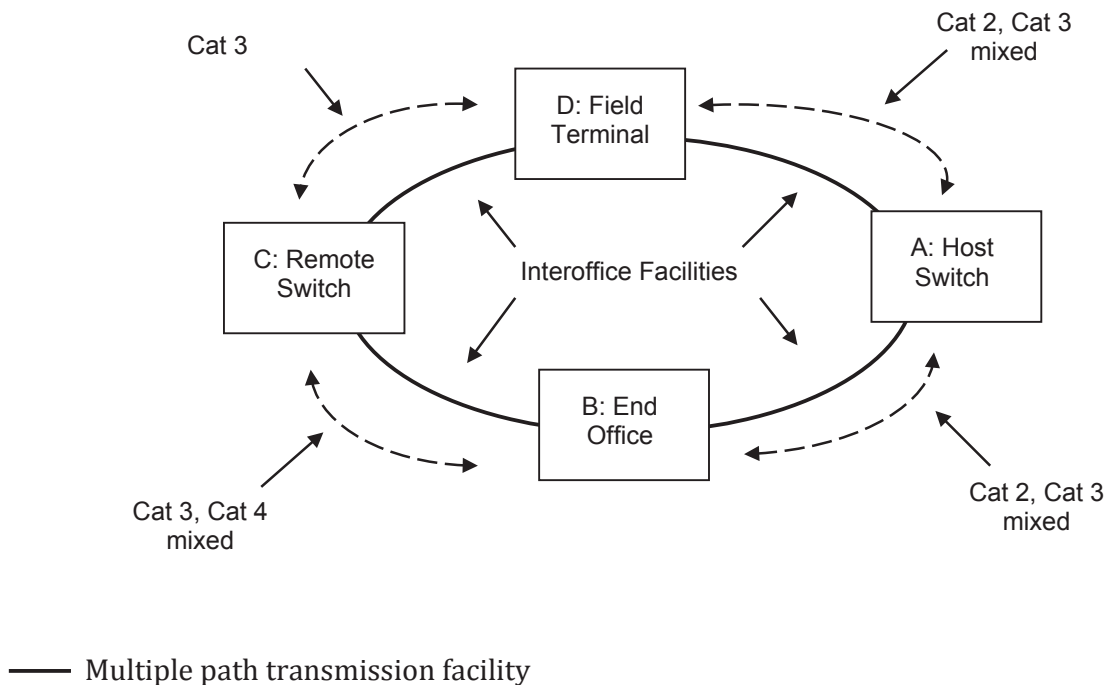 Cat 3
Cat 2, Cat 3
mixed
D: Field
Terminal
C: Remote
Switch
Interoffice Facilities
A: Host
Switch
B: End
Office
Cat 3, Cat 4
mixed
Cat 2, Cat 3
mixed
Multiple path transmission facility